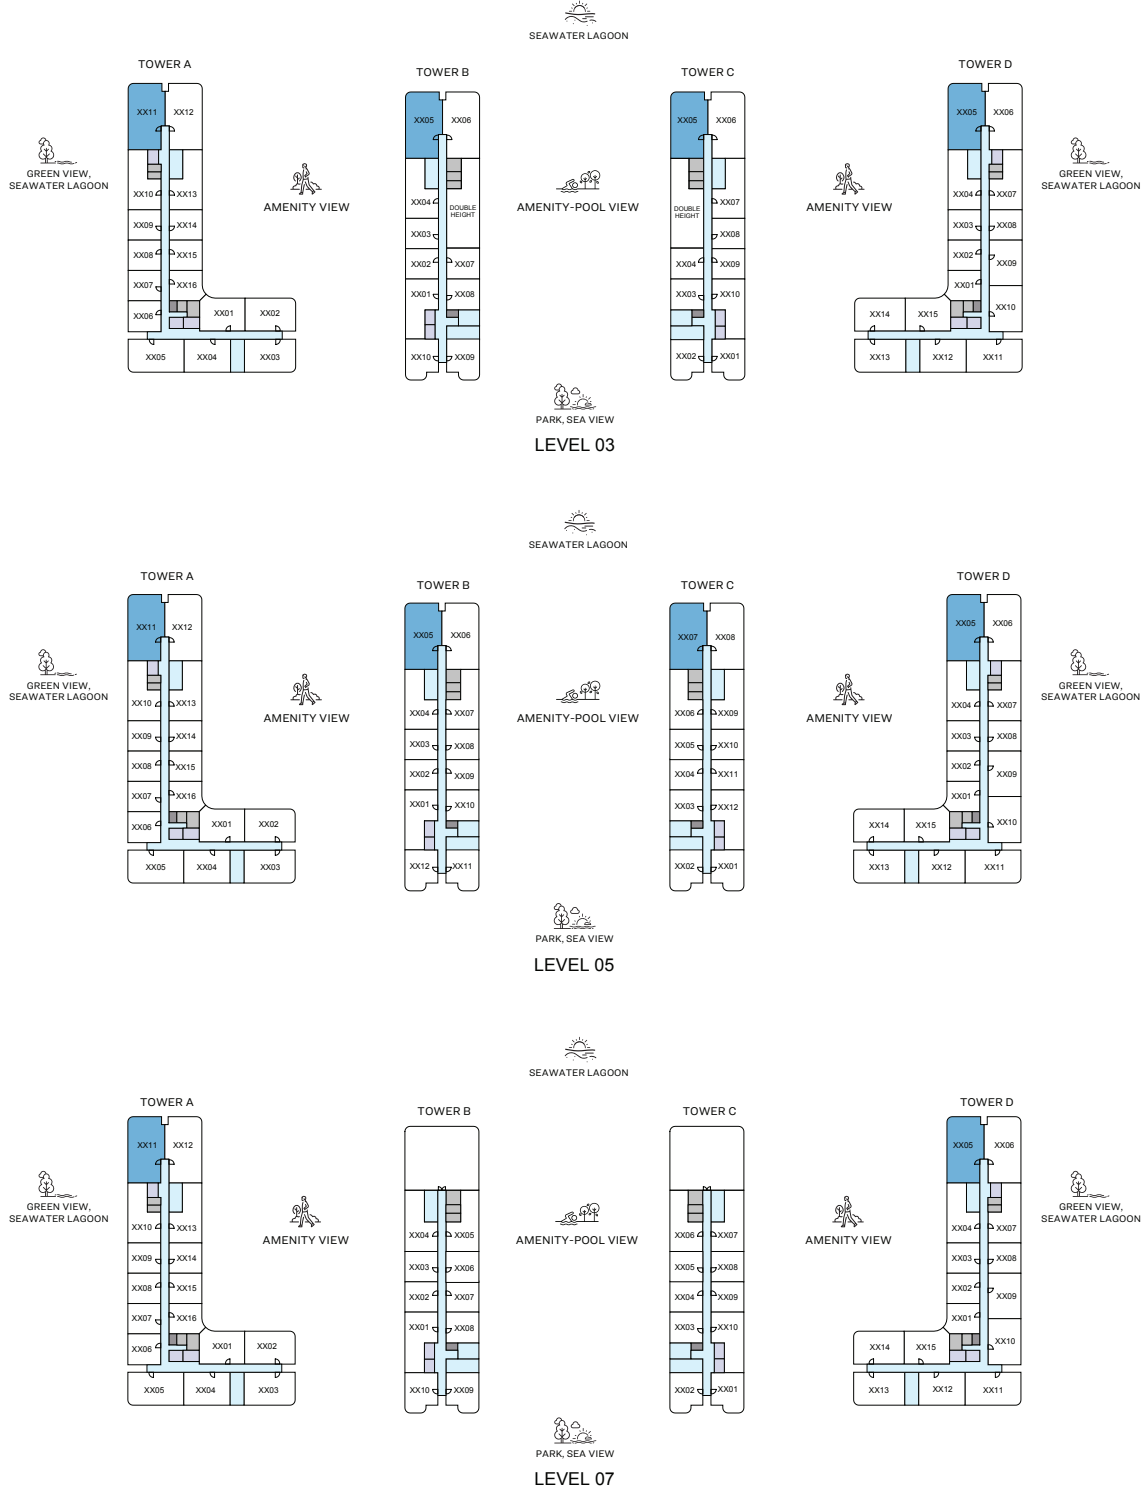 SEAWATER LAGOON
TOWER A
TOWER B
TOWER C
TOWER D
XX11 XX12
XX05 XX06
XX05 XX06
XX05 XX06
GREEN VIEW,
SEAWATER LAGOON
AMENITY VIEW
AMENITY-POOL VIEW
AMENITY VIEW
GREEN VIEW,
SEAWATER LAGOON
XX10 XX13
XX09 XX14
XX08 XX15
XX07 XX16
XX06 XX01 XX02
XX05 XX04 XX03
XX04 DOUBLE
HEIGHT
XX03
XX02 XX07
XX01 XX08
XX10 XX09
DOUBLE
HEIGHT
XX07
XX08
XX04 XX09
XX03 XX10
XX02 XX01
XX04 XX07
XX03 XX08
XX02 XX09
XX01
XX14 XX15 XX10
XX13 XX12 XX11
PARK, SEA VIEW
LEVEL 03
SEAWATER LAGOON
TOWER A
TOWER B
TOWER C
TOWER D
XX11 XX12
XX05 XX06
XX07 XX08
XX05 XX06
GREEN VIEW,
SEAWATER LAGOON
AMENITY VIEW
AMENITY-POOL VIEW
AMENITY VIEW
GREEN VIEW,
SEAWATER LAGOON
XX10 XX13
XX09 XX14
XX08 XX15
XX07 XX16
XX06 XX01 XX02
XX05 XX04 XX03
XX04 XX07
XX03 XX08
XX02 XX09
XX01 XX10
XX12 XX11
XX06 XX09
XX05 XX10
XX04 XX11
XX03 XX12
XX02 XX01
XX04 XX07
XX03 XX08
XX02 XX09
XX01
XX14 XX15 XX10
XX13 XX12 XX11
PARK, SEA VIEW
LEVEL 05
SEAWATER LAGOON
TOWER A
TOWER B
TOWER C
TOWER D
XX11 XX12
XX05 XX06
GREEN VIEW,
SEAWATER LAGOON
AMENITY VIEW
AMENITY-POOL VIEW
AMENITY VIEW
GREEN VIEW,
SEAWATER LAGOON
XX10 XX13
XX09 XX14
XX08 XX15
XX07 XX16
XX06 XX01 XX02
XX05 XX04 XX03
XX04 XX05
XX03 XX06
XX02 XX07
XX01 XX08
XX10 XX09
XX06 XX07
XX05 XX08
XX04 XX09
XX03 XX10
XX02 XX01
XX04 XX07
XX03 XX08
XX02 XX09
XX01
XX14 XX15 XX10
XX13 XX12 XX11
PARK, SEA VIEW
LEVEL 07